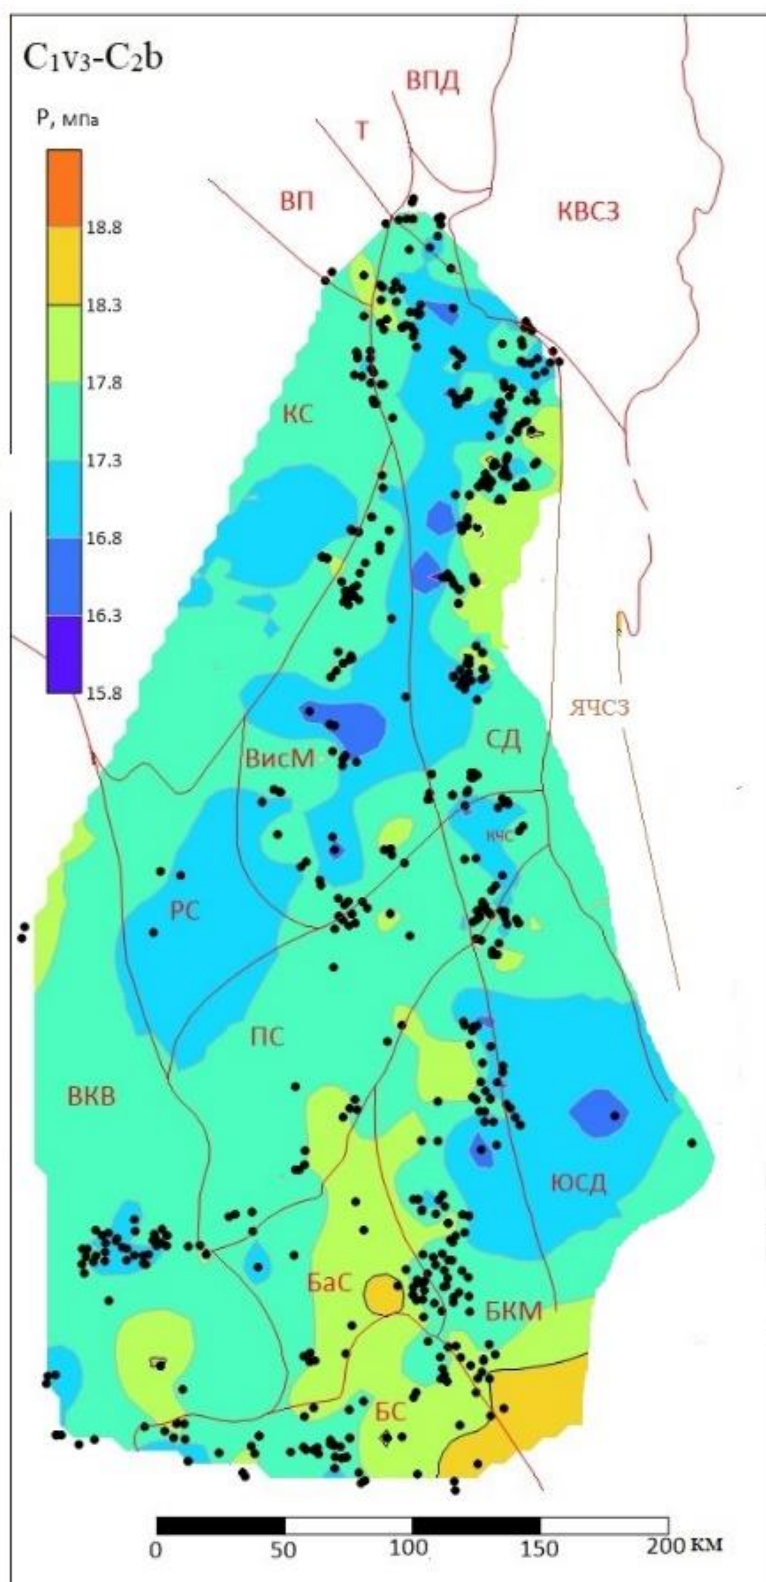 C₁v₃-C₂b
Р, мпа
18.8
18.3
17.8
17.3
16.8
16.3
15.8
ВПД
Т
ВП
КВСЗ
КС
ЯЧСЗ
СД
ВисМ
КЧС
РС
ПС
ВКВ
ЮСД
БаС
БКМ
БС
0 50 100 150 200 КМ